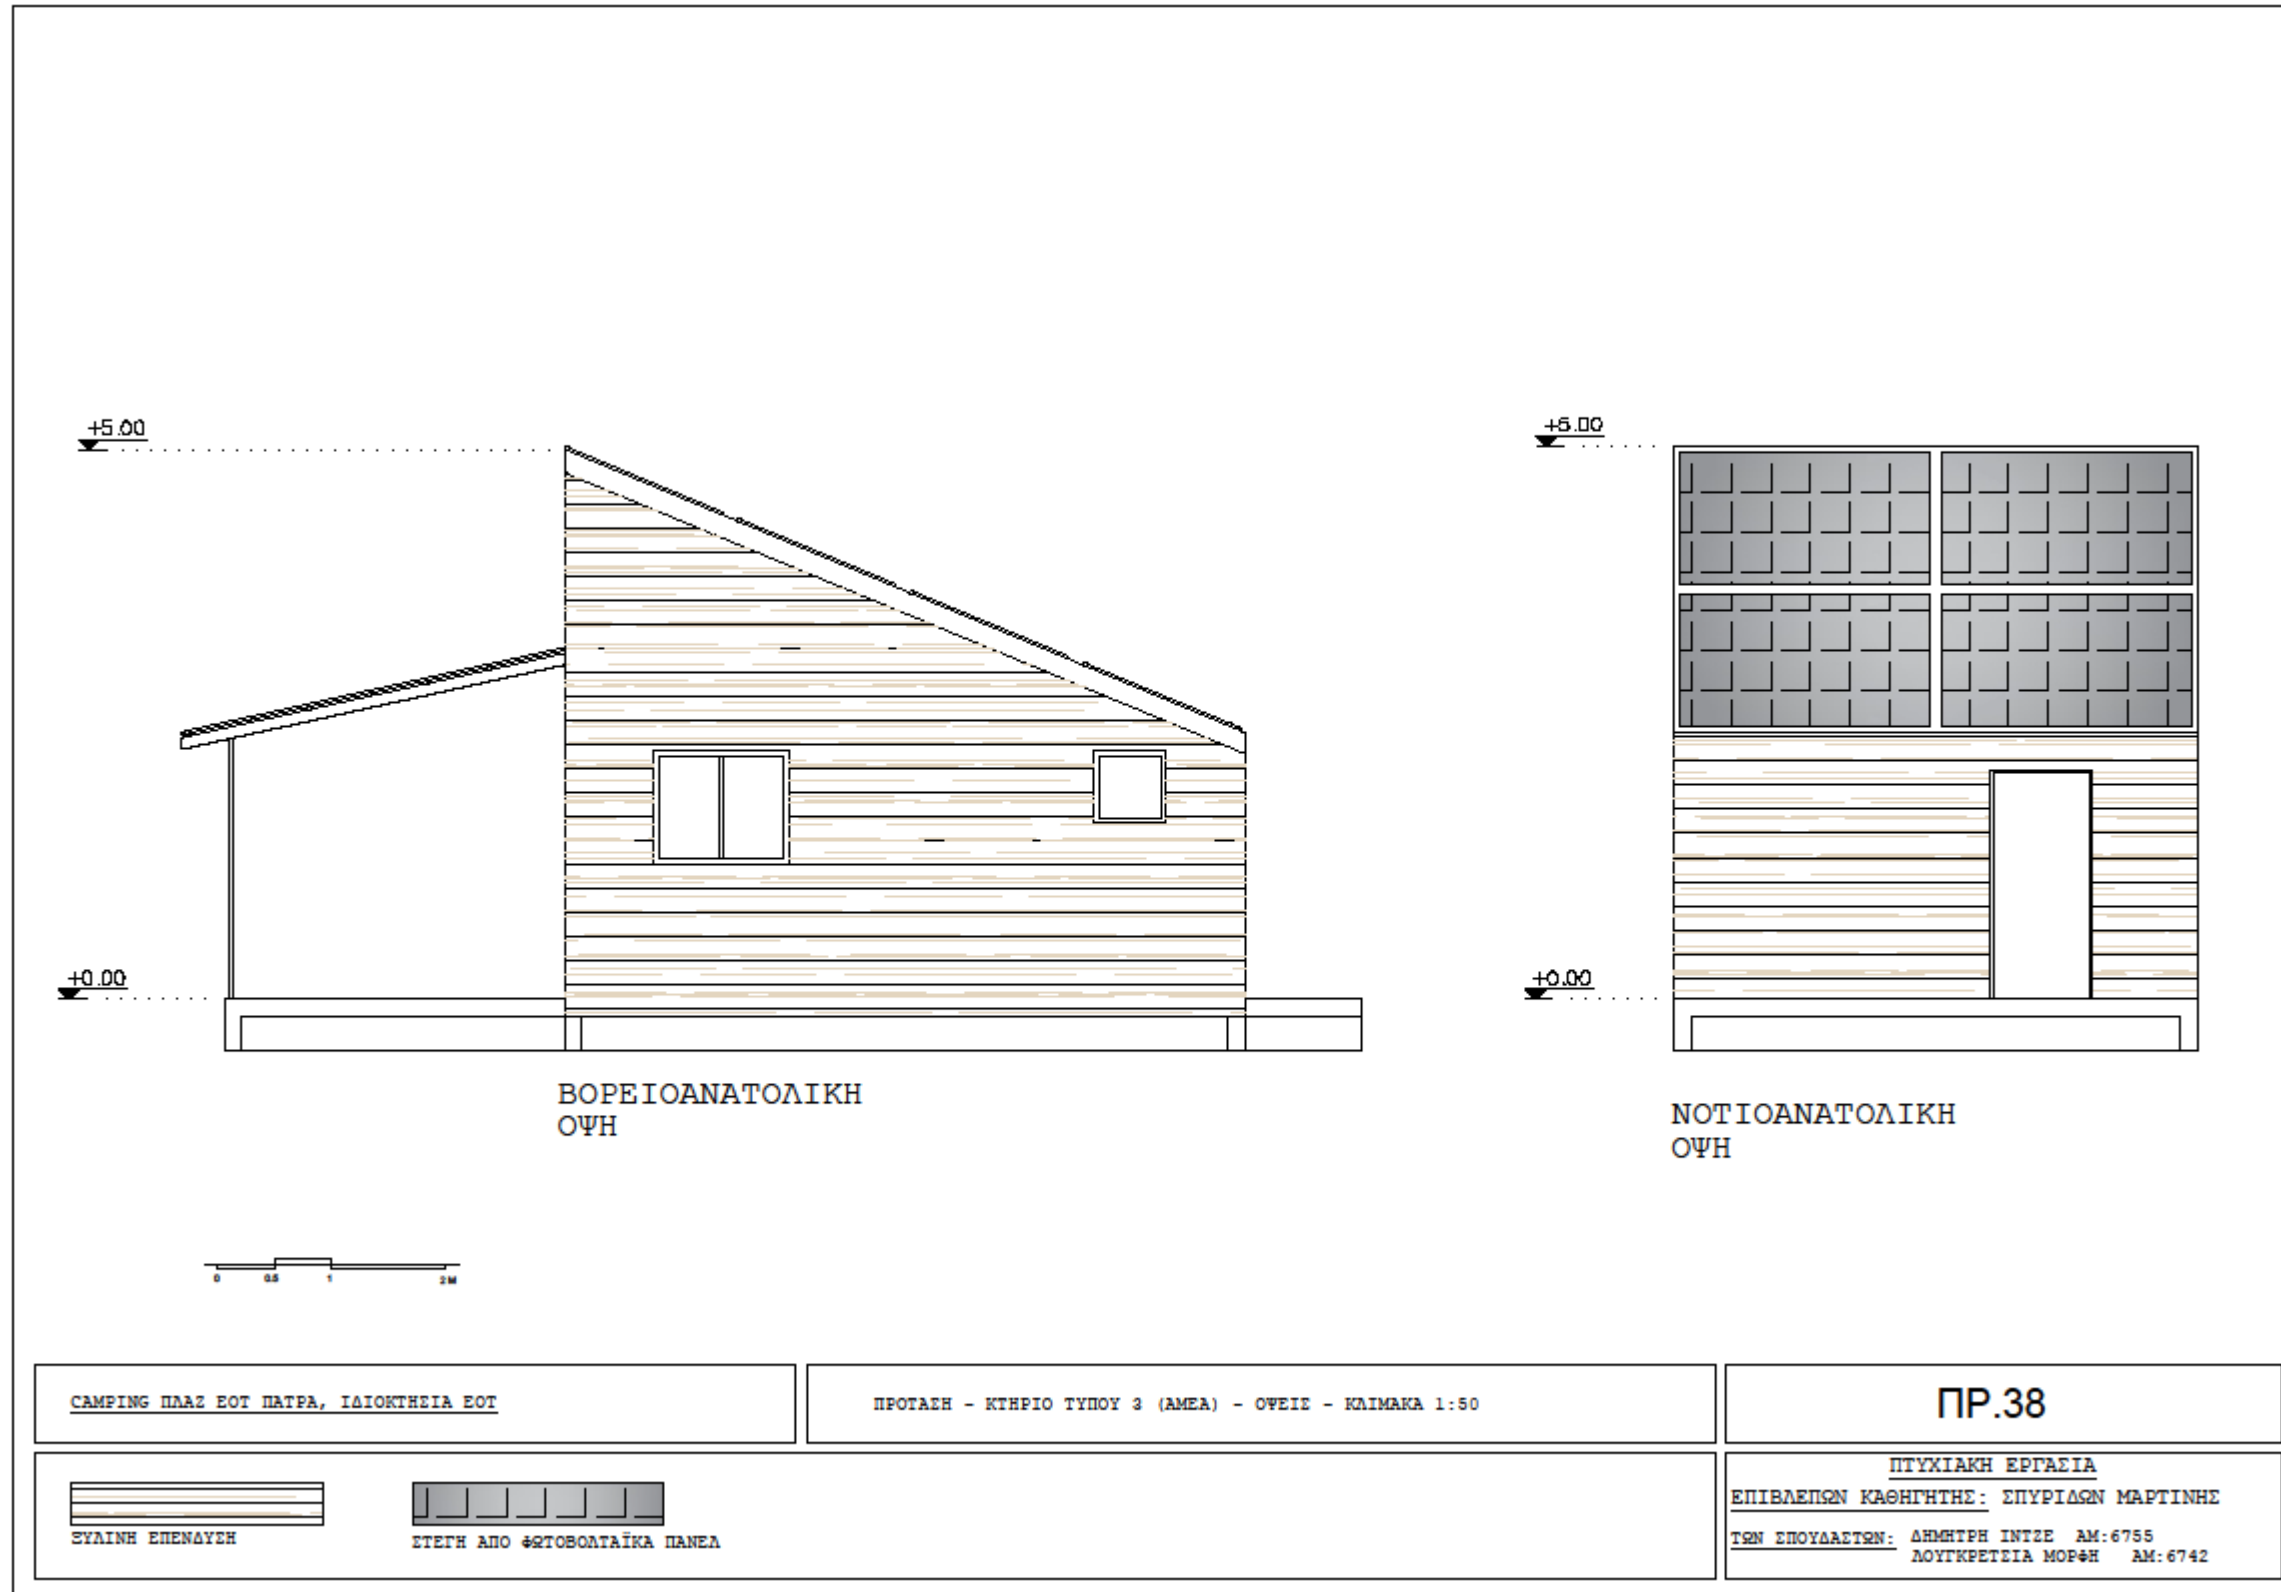 +5.00
+5.00
+0.00
+0.00
ΒΟΡΕΙΟΑΝΑΤΟΛΙΚΗ
ΟΨΗ
ΝΟΤΙΟΑΝΑΤΟΛΙΚΗ
ΟΨΗ
0 0.5 1 2 M
CAMPING ΠΛΑΖ ΕΟΤ ΠΑΤΡΑ, ΙΔΙΟΚΤΗΣΙΑ ΕΟΤ
ΠΡΟΤΑΣΗ - ΚΤΗΡΙΟ ΤΥΠΟΥ 3 (ΑΜΕΑ) - ΟΨΕΙΣ - ΚΛΙΜΑΚΑ 1:50
ΠΡ.38
ΞΥΛΙΝΗ ΕΠΕΝΔΥΣΗ
ΣΤΕΓΗ ΑΠΟ ΦΩΤΟΒΟΛΤΑΪΚΑ ΠΑΝΕΛ
ΠΤΥΧΙΑΚΗ ΕΡΓΑΣΙΑ
ΕΠΙΒΛΕΠΩΝ ΚΑΘΗΓΗΤΗΣ: ΣΠΥΡΙΔΩΝ ΜΑΡΤΙΝΗΣ
ΤΩΝ ΣΠΟΥΔΑΣΤΩΝ: ΔΗΜΗΤΡΗ ΙΝΤΖΕ ΑΜ:6755
ΛΟΥΓΚΡΕΤΣΙΑ ΜΟΡΦΗ ΑΜ:6742